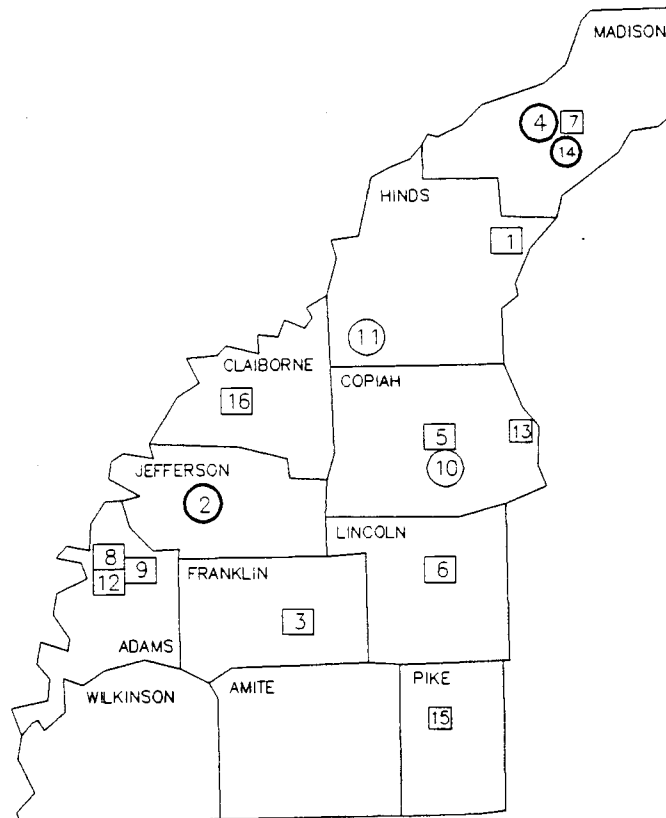 MADISON
4 7
14
HINDS
1
11
CLAIBORNE
COPIAH
16
5 13
10
JEFFERSON
2
LINCOLN
8 9
12
FRANKLIN
6
3
ADAMS
WILKINSON
AMITE
PIKE
15